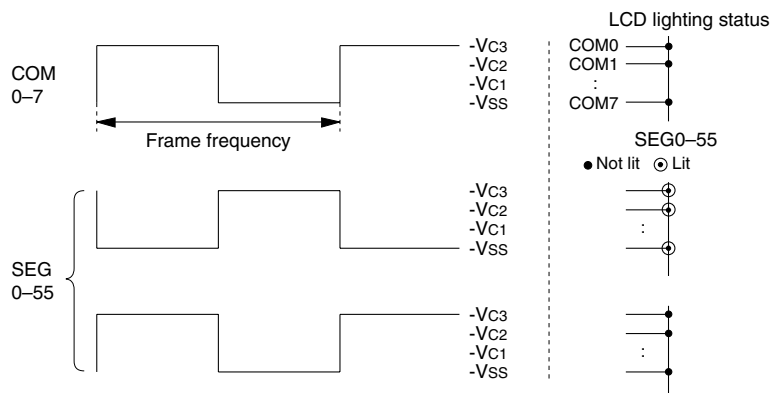 LCD lighting status
COM
0–7
-VC3
-VC2
-VC1
-VSS
Frame frequency
COM0
COM1
:
COM7
SEG0–55
Not lit Lit
SEG
0–55
-VC3
-VC2
-VC1
-VSS
:
-VC3
-VC2
-VC1
-VSS
: